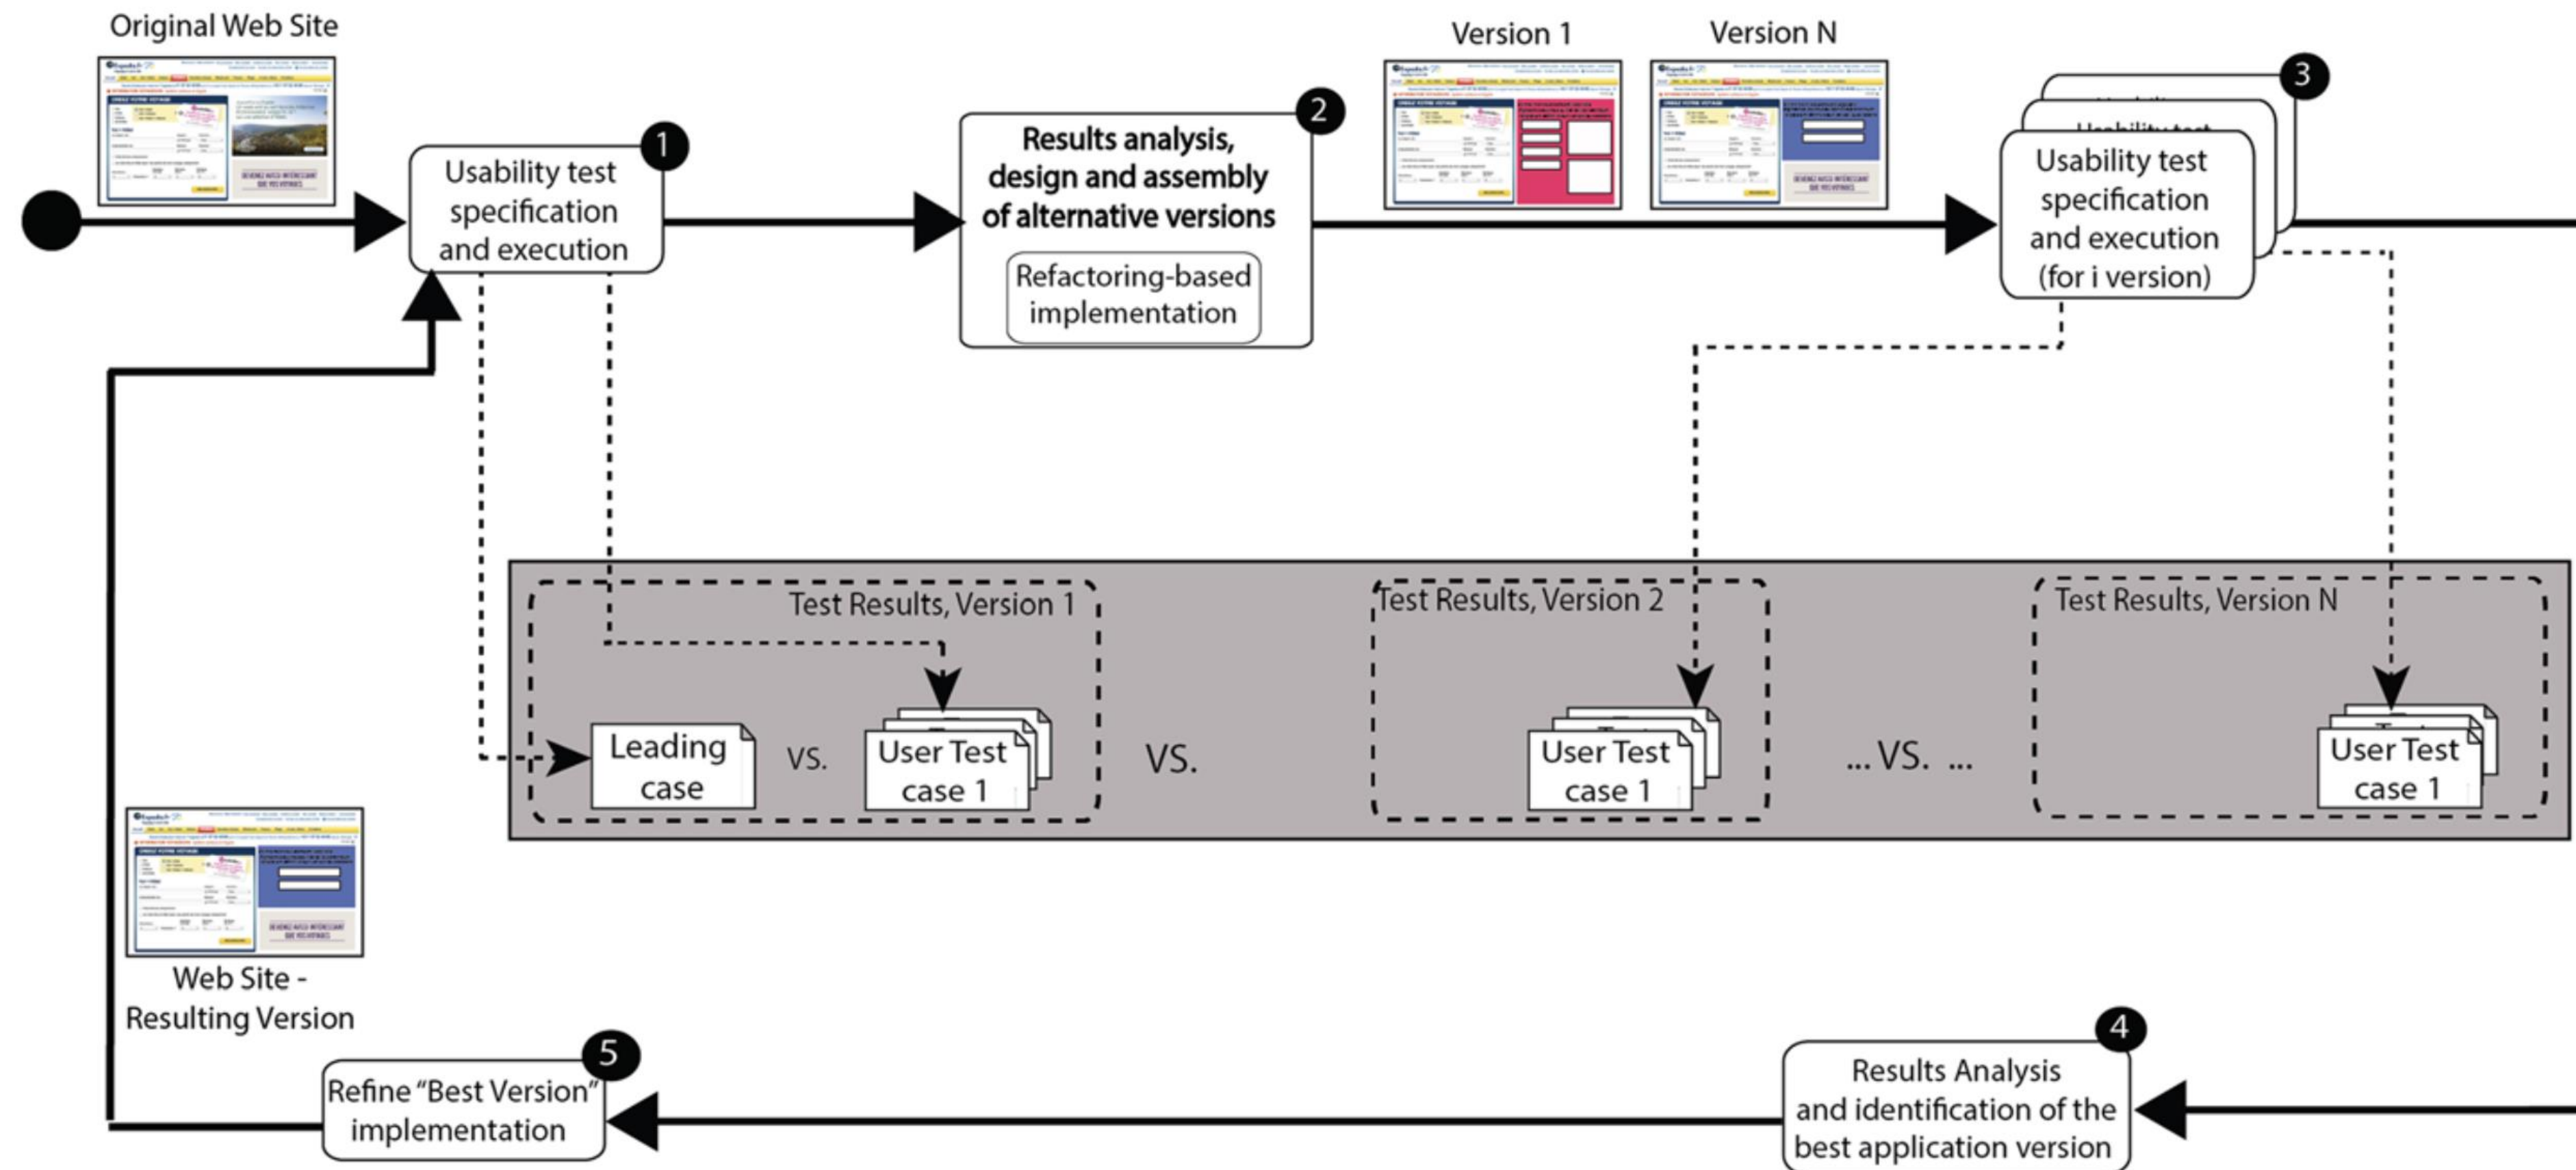 Original Web Site
Version 1
Version N
1
Usability test
specification
and execution
2
Results analysis,
design and assembly
of alternative versions
Refactoring-based
implementation
3
Usability test
Usability test
specification
and execution
(for i version)
Test Results, Version 1
Leading
case
VS.
User Test
case 1
VS.
Test Results, Version 2
User Test
case 1
... VS. ...
Test Results, Version N
User Test
case 1
Web Site -
Resulting Version
4
Results Analysis
and identification of the
best application version
5
Refine “Best Version”
implementation